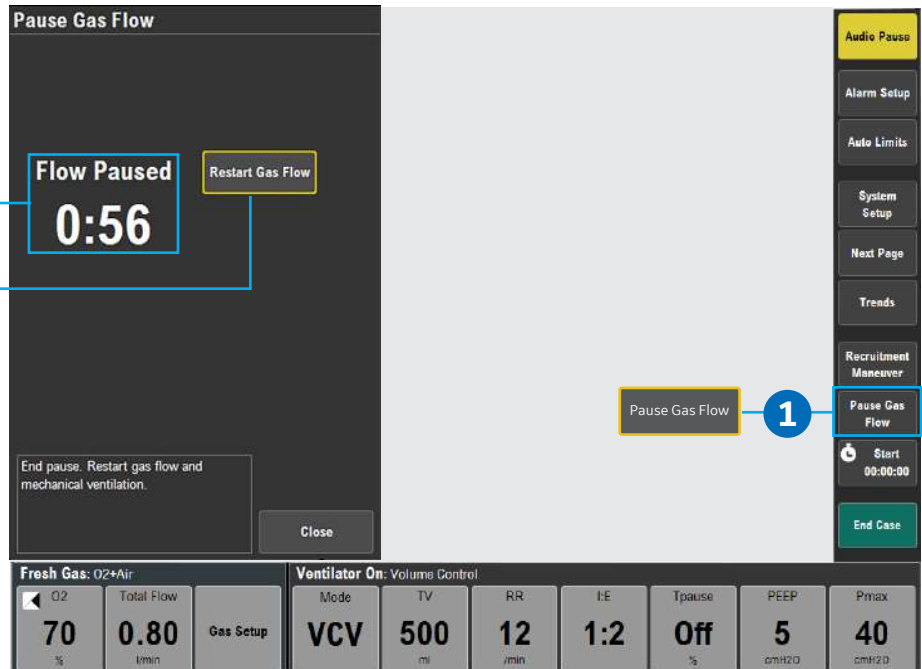 Pause Gas Flow
Flow Paused
0:56
Restart Gas Flow
End pause. Restart gas flow and
mechanical ventilation.
Close
Pause Gas Flow
1
Audio Pause
Alarm Setup
Auto Limits
System
Setup
Next Page
Trends
Recruitment
Maneuver
Pause Gas
Flow
Start
00:00:00
End Case
Fresh Gas: O2+Air
O2
70
%
Total Flow
0.80
l/min
Gas Setup
Ventilator On: Volume Control
Mode
VCV
TV
500
ml
RR
12
/min
I:E
1:2
Tpause
Off
%
PEEP
5
cmH2O
Pmax
40
cmH2O